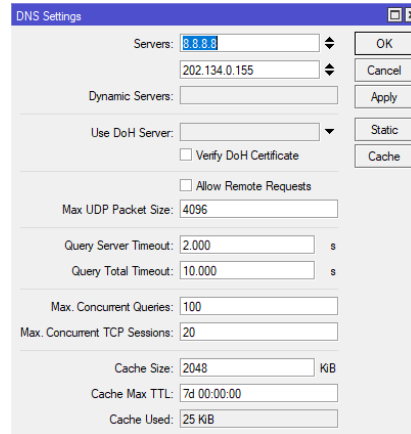 DNS Settings
Servers: 8.8.8.8
OK
202.134.0.155
Cancel
Dynamic Servers:
Apply
Use DoH Server:
Static
Verify DoH Certificate
Cache
Allow Remote Requests
Max UDP Packet Size: 4096
Query Server Timeout: 2.000 s
Query Total Timeout: 10.000 s
Max. Concurrent Queries: 100
Max. Concurrent TCP Sessions: 20
Cache Size: 2048 KiB
Cache Max TTL: 7d 00:00:00
Cache Used: 25 KiB